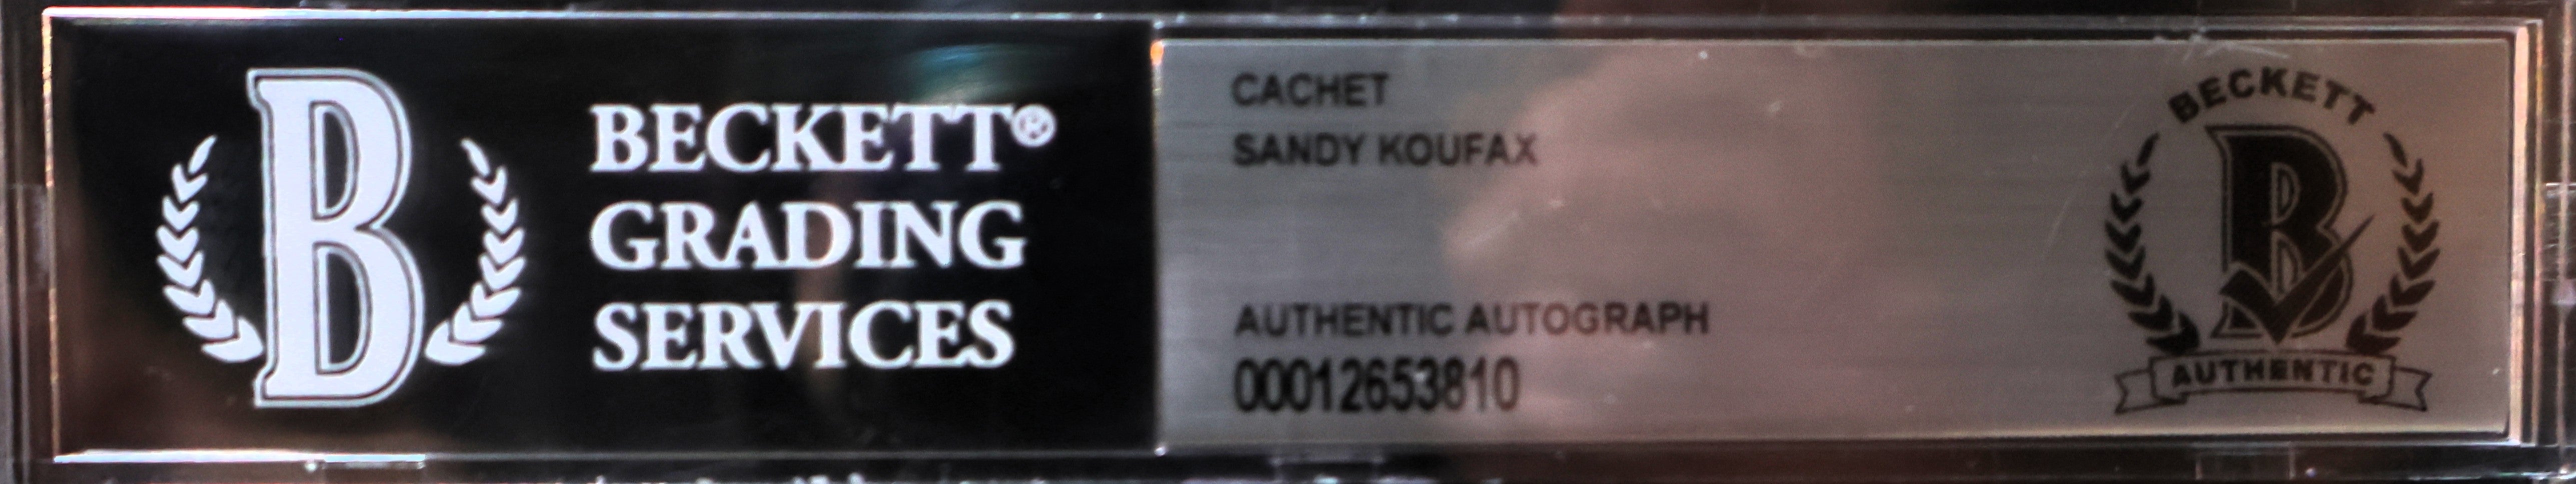 B
BECKETT®
GRADING
SERVICES
CACHET
SANDY KOUFAX
AUTHENTIC AUTOGRAPH
00012653810
BECKETT
B
AUTHENTIC